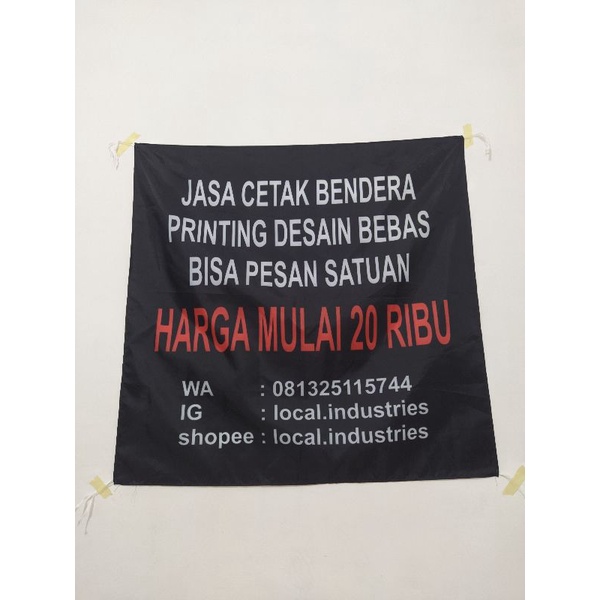 JASA CETAK BENDERA
PRINTING DESAIN BEBAS
BISA PESAN SATUAN
HARGA MULAI 20 RIBU
WA : 081325115744
IG : local.industries
shopee : local.industries